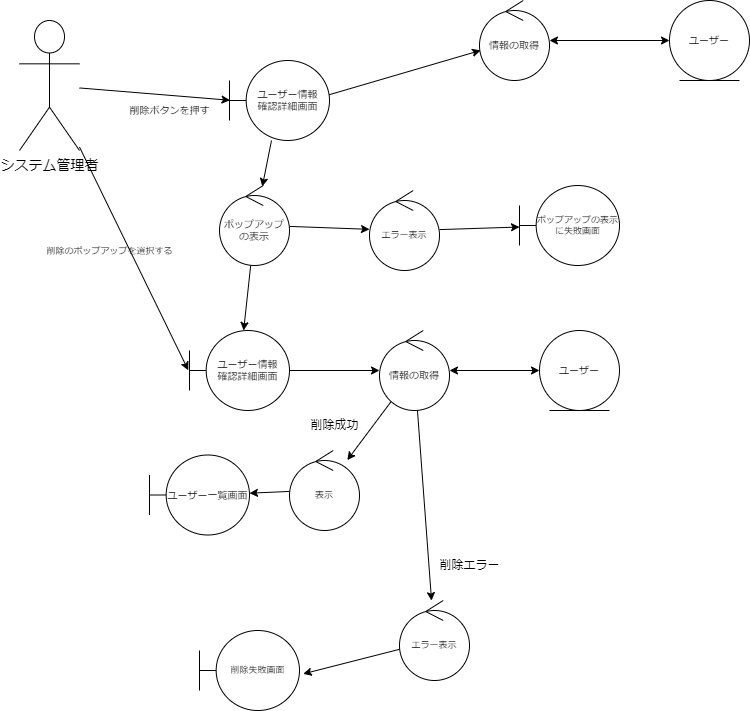 情報の取得
ユーザー
ユーザー情報
確認詳細画面
削除ボタンを押す
システム管理者
ポップアップ
の表示
エラー表示
ポップアップの表示
に失敗画面
削除のポップアップを選択する
ユーザー情報
確認詳細画面
情報の取得
ユーザー
削除成功
ユーザー一覧画面
表示
削除エラー
エラー表示
削除失敗画面